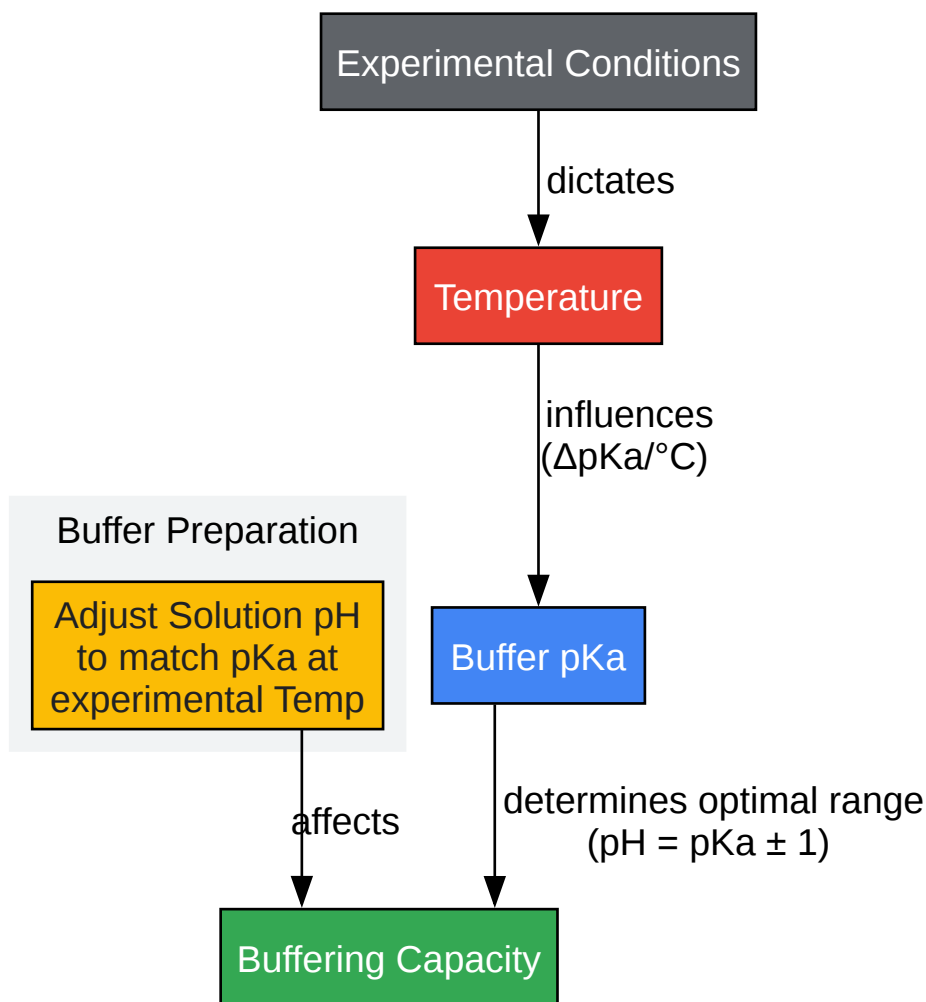 Experimental Conditions
dictates
Temperature
influences
(ΔpKa/°C)
Buffer Preparation
Adjust Solution pH
to match pKa at
experimental Temp
Buffer pKa
affects
determines optimal range
(pH = pKa ± 1)
Buffering Capacity